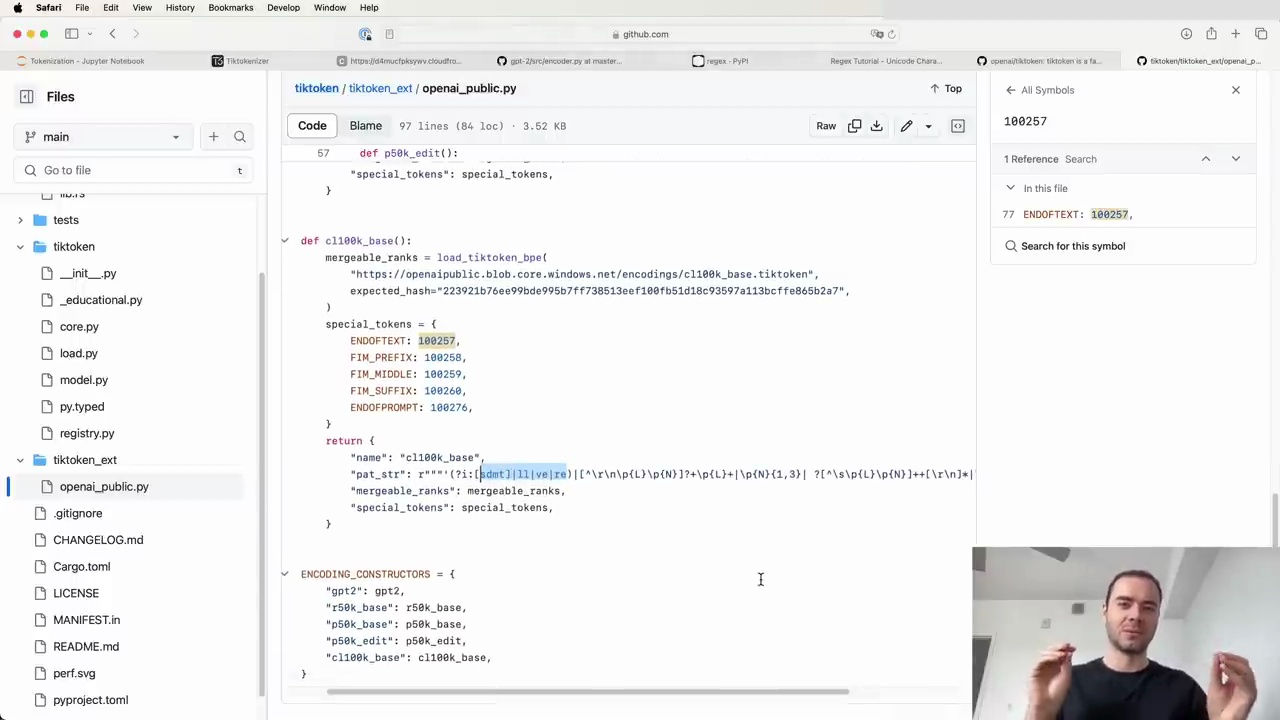 Safari File Edit View History Bookmarks Develop Window Help
github.com
Tokenization - Jupyter Notebook
Tiktokenizer
https://d4mucfpksywv.cloudfro...
gpt-2/src/encoder.py at master...
regex · PyPI
Regex Tutorial - Unicode Chara...
openai/tiktoken: tiktoken is a fa...
tiktoken/tiktoken_ext/openai_p...
Files
main
Go to file t
lib.rs
tests
tiktoken
__init__.py
_educational.py
core.py
load.py
model.py
py.typed
registry.py
tiktoken_ext
openai_public.py
.gitignore
CHANGELOG.md
Cargo.toml
LICENSE
MANIFEST.in
README.md
perf.svg
pyproject.toml
tiktoken / tiktoken_ext / openai_public.py
Top
Code Blame 97 lines (84 loc) · 3.52 KB
Raw
57 def p50k_edit():
"special_tokens": special_tokens,
}
def cl100k_base():
mergeable_ranks = load_tiktoken_bpe(
"https://openaipublic.blob.core.windows.net/encodings/cl100k_base.tiktoken",
expected_hash="223921b76ee99bde995b7ff738513eef100fb51d18c93597a113bcffe865b2a7",
)
special_tokens = {
ENDOFTEXT: 100257,
FIM_PREFIX: 100258,
FIM_MIDDLE: 100259,
FIM_SUFFIX: 100260,
ENDOFPROMPT: 100276,
}
return {
"name": "cl100k_base",
"pat_str": r"""'(?i:[sdmt]|ll|ve|re)|[^\r\n\p{L}\p{N}]?+\p{L}+|\p{N}{1,3}| ?[^\s\p{L}\p{N}]++[\r\n]*|
"mergeable_ranks": mergeable_ranks,
"special_tokens": special_tokens,
}
ENCODING_CONSTRUCTORS = {
"gpt2": gpt2,
"r50k_base": r50k_base,
"p50k_base": p50k_base,
"p50k_edit": p50k_edit,
"cl100k_base": cl100k_base,
}
All Symbols
100257
1 Reference Search
In this file
77 ENDOFTEXT: 100257,
Search for this symbol